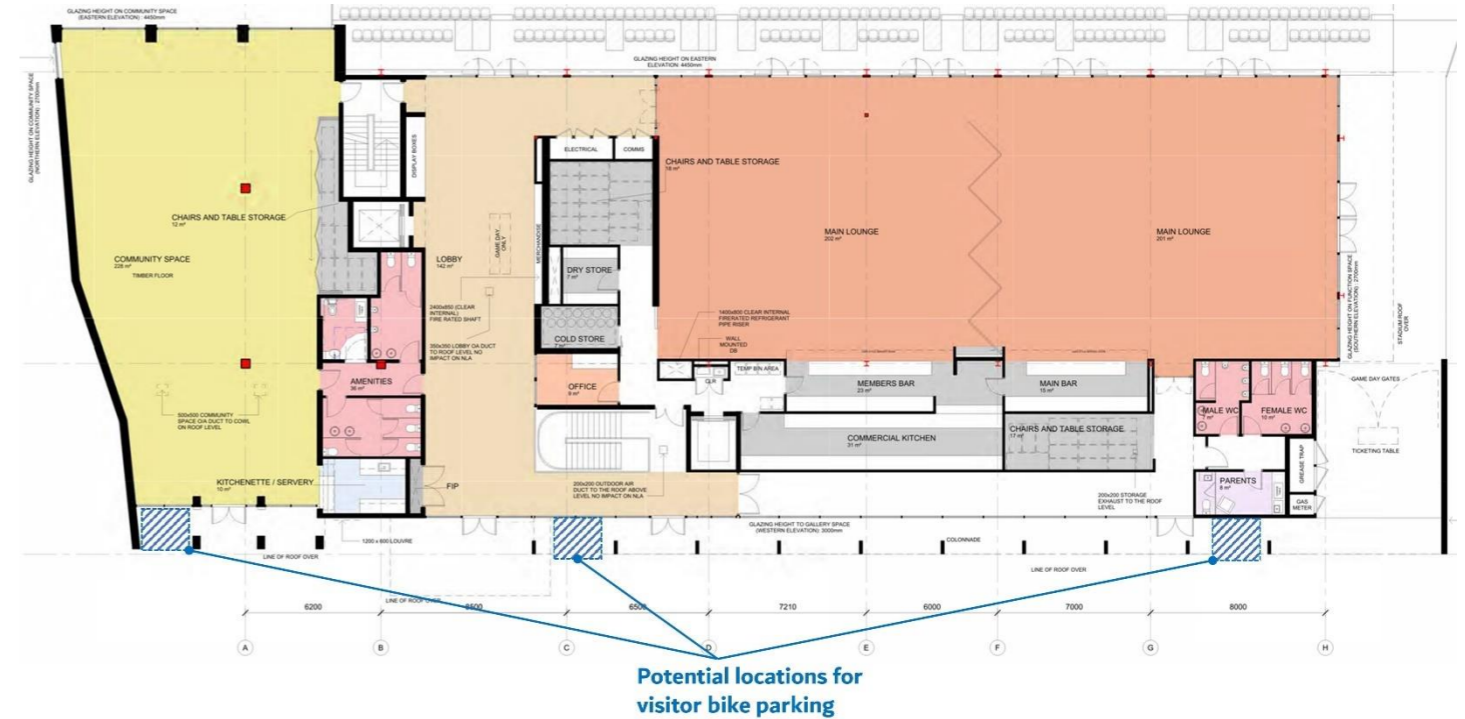 GLAZING HEIGHT ON COMMUNITY SPACE
(EASTERN ELEVATION) : 4450mm
GLAZING HEIGHT ON COMMUNITY SPACE
(NORTHERN ELEVATION) : 2700mm
GLAZING HEIGHT ON EASTERN
ELEVATION: 4450mm
DISPLAY BOXES
ELECTRICAL
COMMS
CHAIRS AND TABLE STORAGE
16 m²
CHAIRS AND TABLE STORAGE
12 m²
COMMUNITY SPACE
228 m²
TIMBER FLOOR
LOBBY
142 m²
GAME DAY
ONLY
MERCHANDISE
DRY STORE
7 m²
COLD STORE
MAIN LOUNGE
202 m²
MAIN LOUNGE
201 m²
GLAZING HEIGHT ON FUNCTION SPACE
(SOUTHERN ELEVATION) : 2700mm
STADIUM ROOF
OVER
2400x850 (CLEAR
INTERNAL)
FIRE RATED SHAFT
350x350 LOBBY OA DUCT
TO ROOF LEVEL NO
IMPACT ON NLA
1400x800 CLEAR INTERNAL
FIRERATED REFRIGERANT
PIPE RISER
WALL
MOUNTED
DB
CLR
TEMP BIN AREA
OFFICE
9 m²
AMENITIES
36 m²
MEMBERS BAR
23 m²
MAIN BAR
15 m²
COMMERCIAL KITCHEN
31 m²
CHAIRS AND TABLE STORAGE
17 m²
MALE WC
FEMALE WC
10 m²
GAME DAY GATES
TICKETING TABLE
500x500 COMMUNITY
SPACE O/A DUCT TO COWL
ON ROOF LEVEL
KITCHENETTE / SERVERY
10 m²
FIP
200x200 OUTDOOR AIR
DUCT TO THE ROOF ABOVE
LEVEL NO IMPACT ON NLA
200x200 STORAGE
EXHAUST TO THE ROOF
LEVEL
PARENTS
8 m²
GREASE TRAP
GAS
METER
1200 x 600 LOUVRE
GLAZING HEIGHT TO GALLERY SPACE
(WESTERN ELEVATION): 3000mm
COLONNADE
LINE OF ROOF OVER
LINE OF ROOF OVER
LINE OF ROOF OVER
6200
8500
6500
7210
6000
7000
8000
A
B
C
D
E
F
G
H
Potential locations for
visitor bike parking